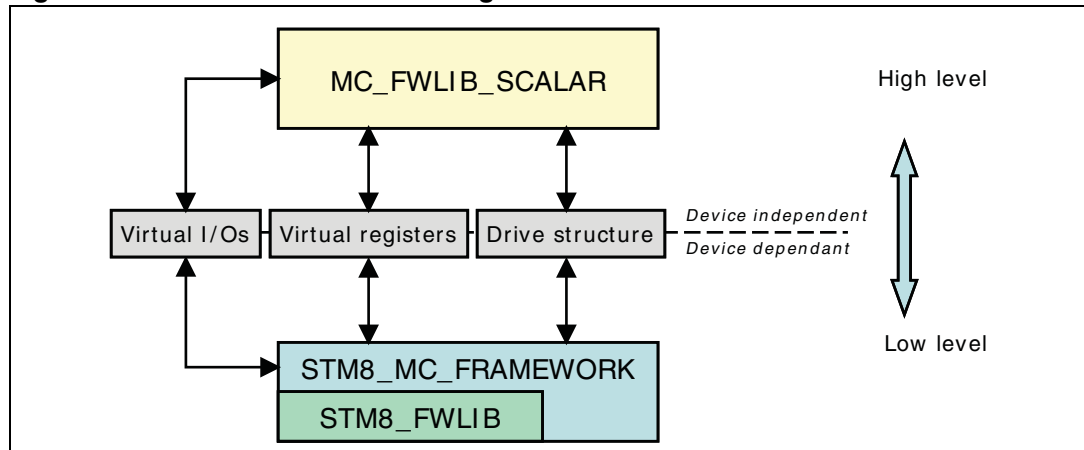 MC_FWLIB_SCALAR
High level
Virtual I/Os
Virtual registers
Drive structure
Device independent
Device dependant
Low level
STM8_MC_FRAMEWORK
STM8_FWLIB